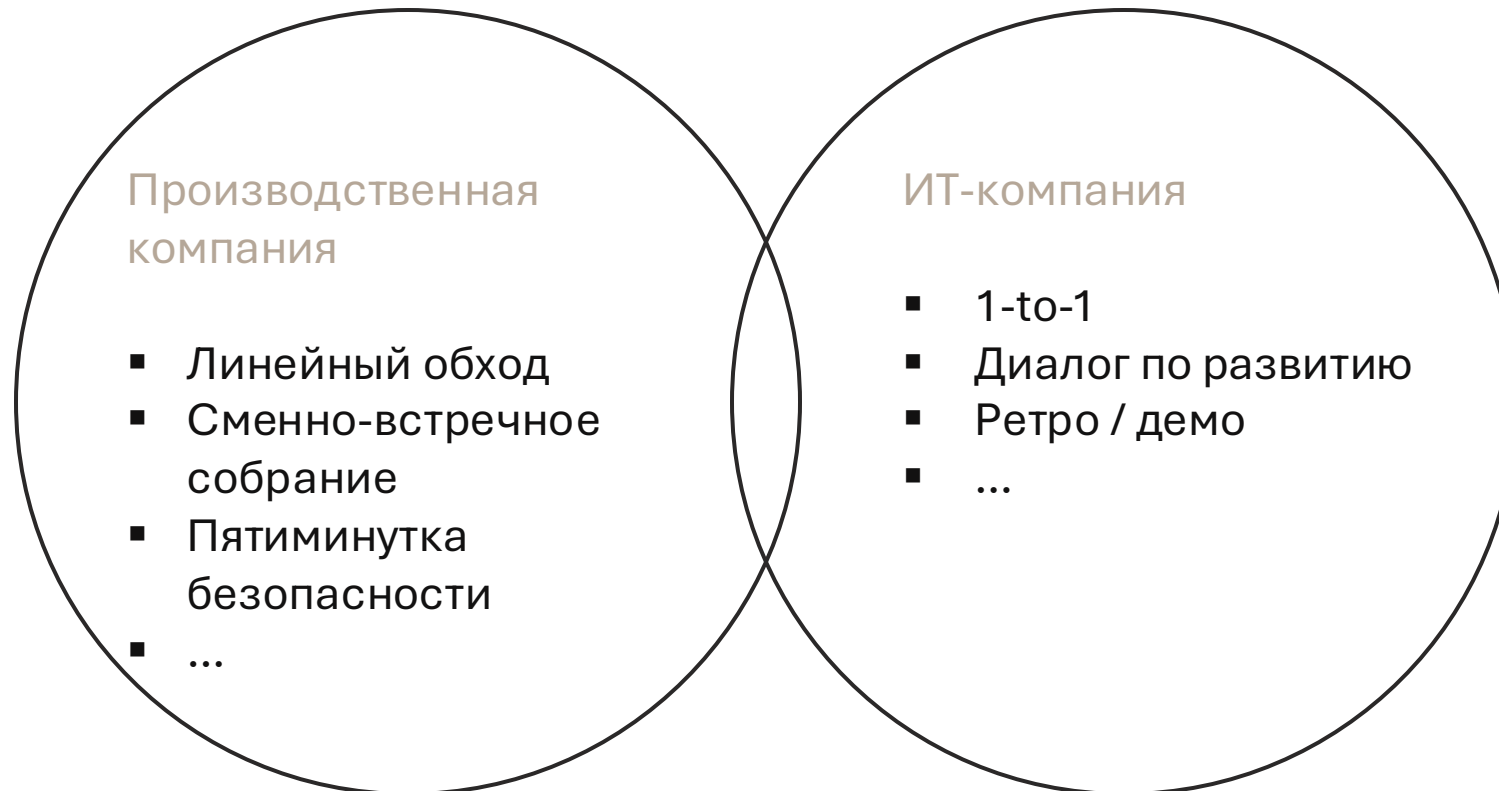 Производственная
компания
▪ Линейный обход
▪ Сменно-встречное
собрание
▪ Пятиминутка
безопасности
▪ ...
ИТ-компания
▪ 1-to-1
▪ Диалог по развитию
▪ Ретро / демо
▪ ...